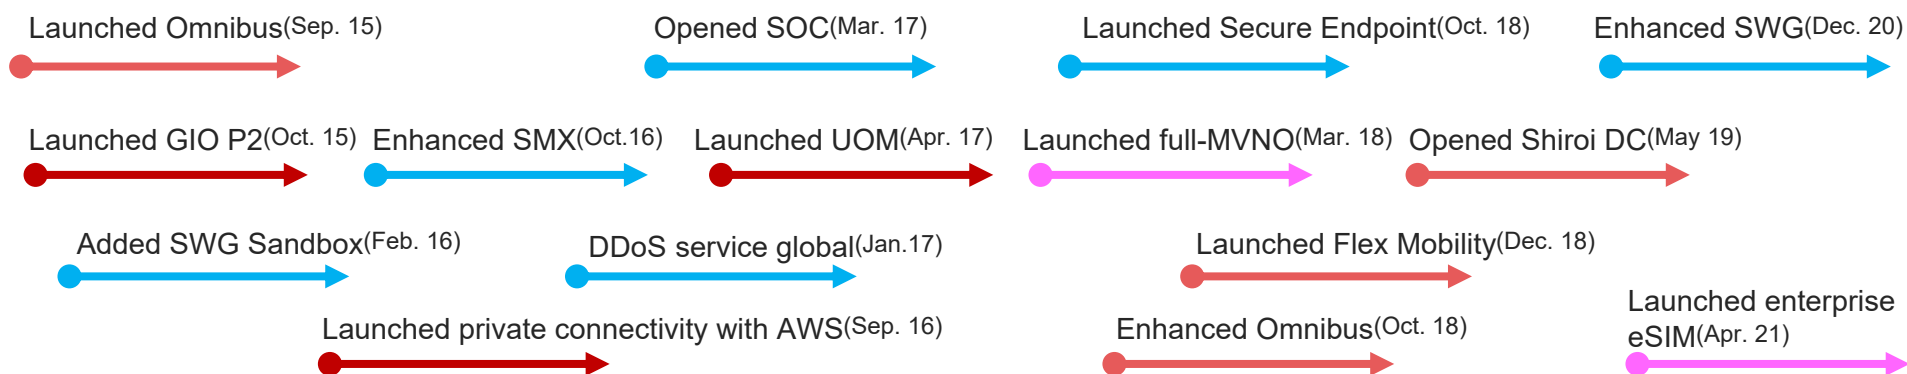 Launched Omnibus(Sep. 15)
Opened SOC(Mar. 17)
Launched Secure Endpoint(Oct. 18)
Enhanced SWG(Dec. 20)
Launched GIO P2(Oct. 15)
Enhanced SMX(Oct.16)
Launched UOM(Apr. 17)
Launched full-MVNO(Mar. 18)
Opened Shiroi DC(May 19)
Added SWG Sandbox(Feb. 16)
DDoS service global(Jan.17)
Launched Flex Mobility(Dec. 18)
Launched private connectivity with AWS(Sep. 16)
Enhanced Omnibus(Oct. 18)
Launched enterprise
eSIM(Apr. 21)